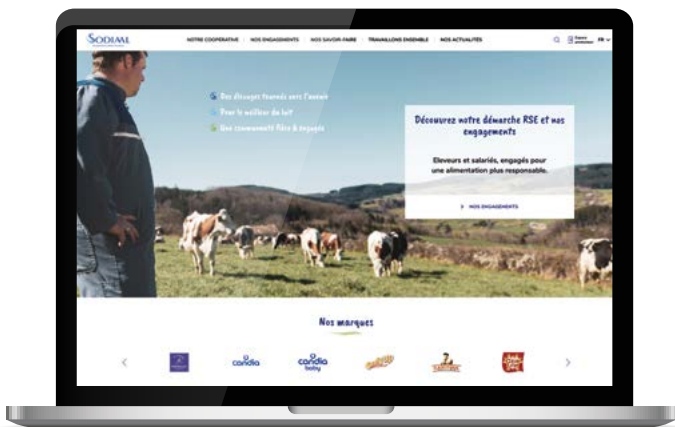 SODIAAL
NOTRE COOPÉRATIVE NOS ENGAGEMENTS NOS SAVOIR-FAIRE TRAVAILLONS ENSEMBLE NOS ACTUALITÉS
FR
Des élevages tournés vers l'avenir
Pour le meilleur du lait
Une communauté fière & engagée
Découvrez notre démarche RSE et nos
engagements
Eleveurs et salariés, engagés pour
une alimentation plus responsable.
> NOS ENGAGEMENTS
Nos marques
candia
candia
baby